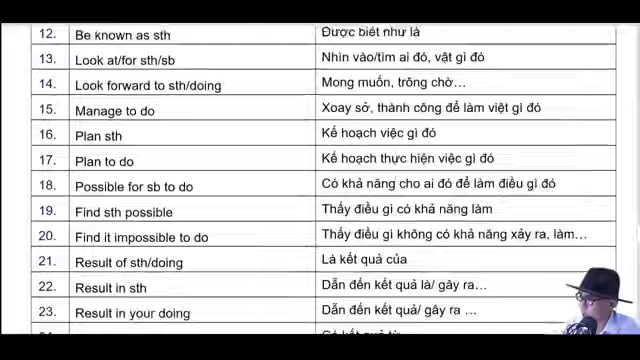 12. Be known as sth Được biết như là
13. Look at/for sth/sb Nhìn vào/tìm ai đó, vật gì đó
14. Look forward to sth/doing Mong muốn, trông chờ…
15. Manage to do Xoay sở, thành công để làm việt gì đó
16. Plan sth Kế hoạch việc gì đó
17. Plan to do Kế hoạch thực hiện việc gì đó
18. Possible for sb to do Có khả năng cho ai đó để làm điều gì đó
19. Find sth possible Thấy điều gì có khả năng làm
20. Find it impossible to do Thấy điều gì không có khả năng xảy ra, làm…
21. Result of sth/doing Là kết quả của
22. Result in sth Dẫn đến kết quả là/ gây ra…
23. Result in your doing Dẫn đến kết quả/ gây ra …